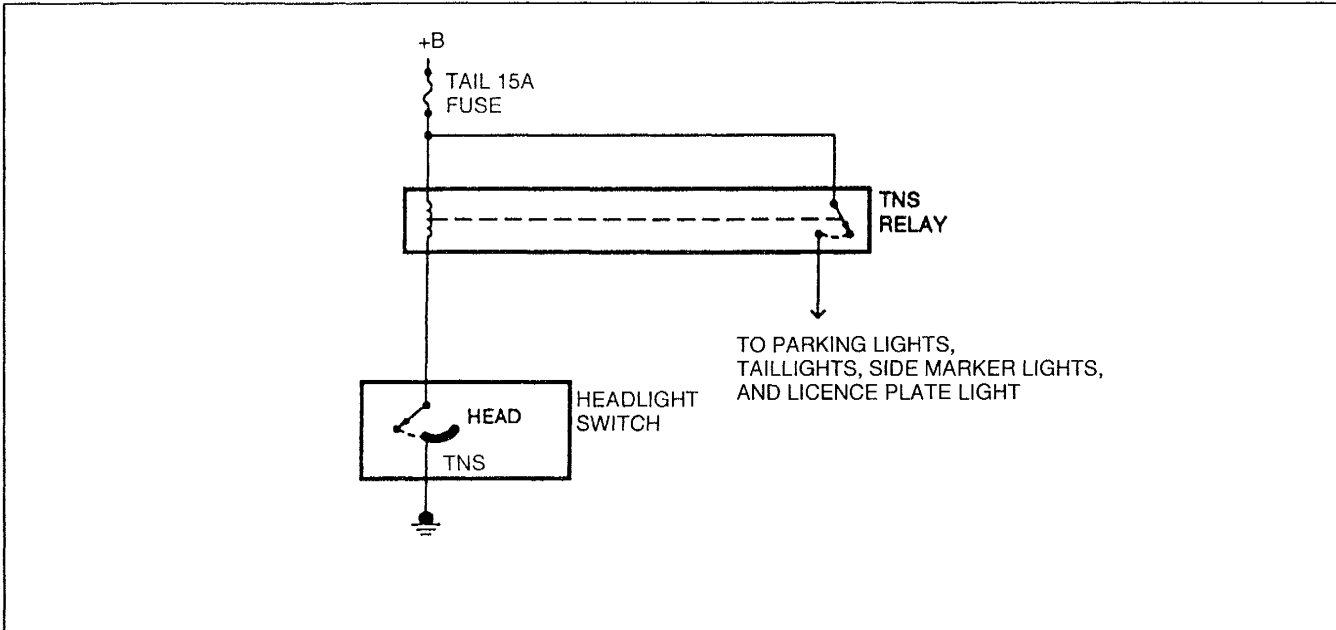 +B
TAIL 15A
FUSE
TNS
RELAY
TO PARKING LIGHTS,
TAILLIGHTS, SIDE MARKER LIGHTS,
AND LICENCE PLATE LIGHT
HEADLIGHT
SWITCH
HEAD
TNS